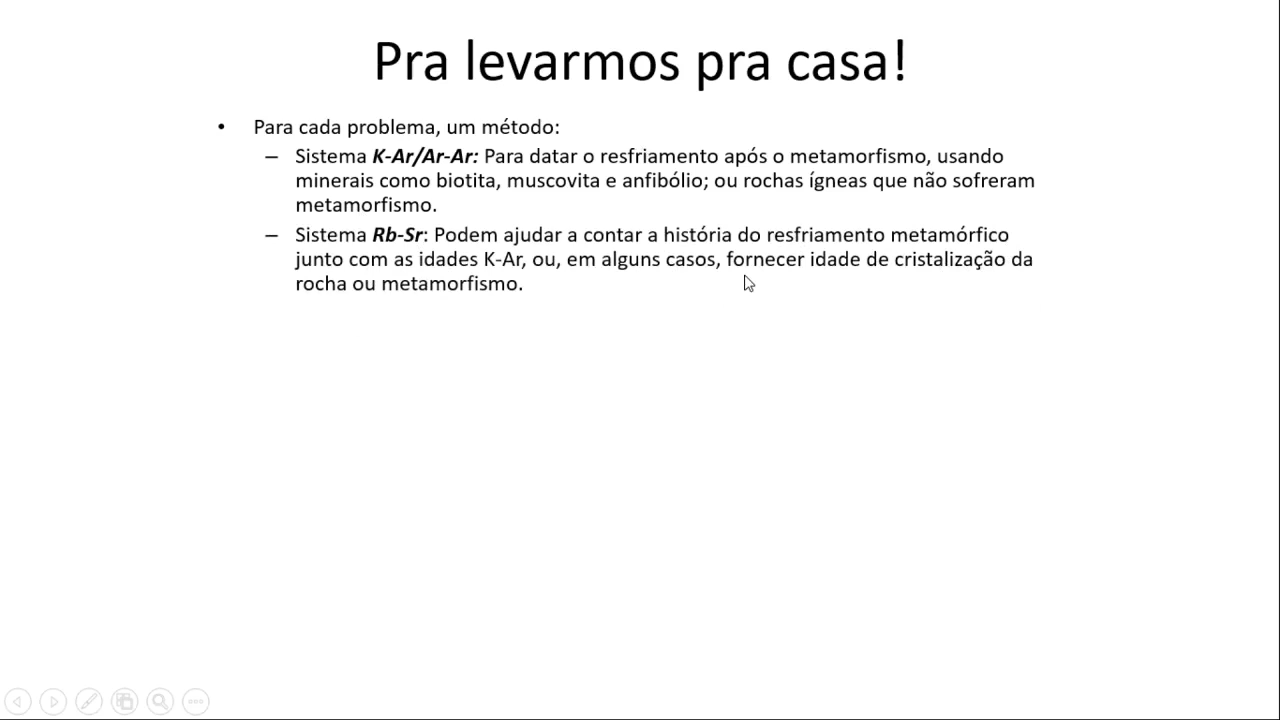 Pra levarmos pra casa!
• Para cada problema, um método:
– Sistema K-Ar/Ar-Ar: Para datar o resfriamento após o metamorfismo, usando
minerais como biotita, muscovita e anfibólio; ou rochas ígneas que não sofreram
metamorfismo.
– Sistema Rb-Sr: Podem ajudar a contar a história do resfriamento metamórfico
junto com as idades K-Ar, ou, em alguns casos, fornecer idade de cristalização da
rocha ou metamorfismo.